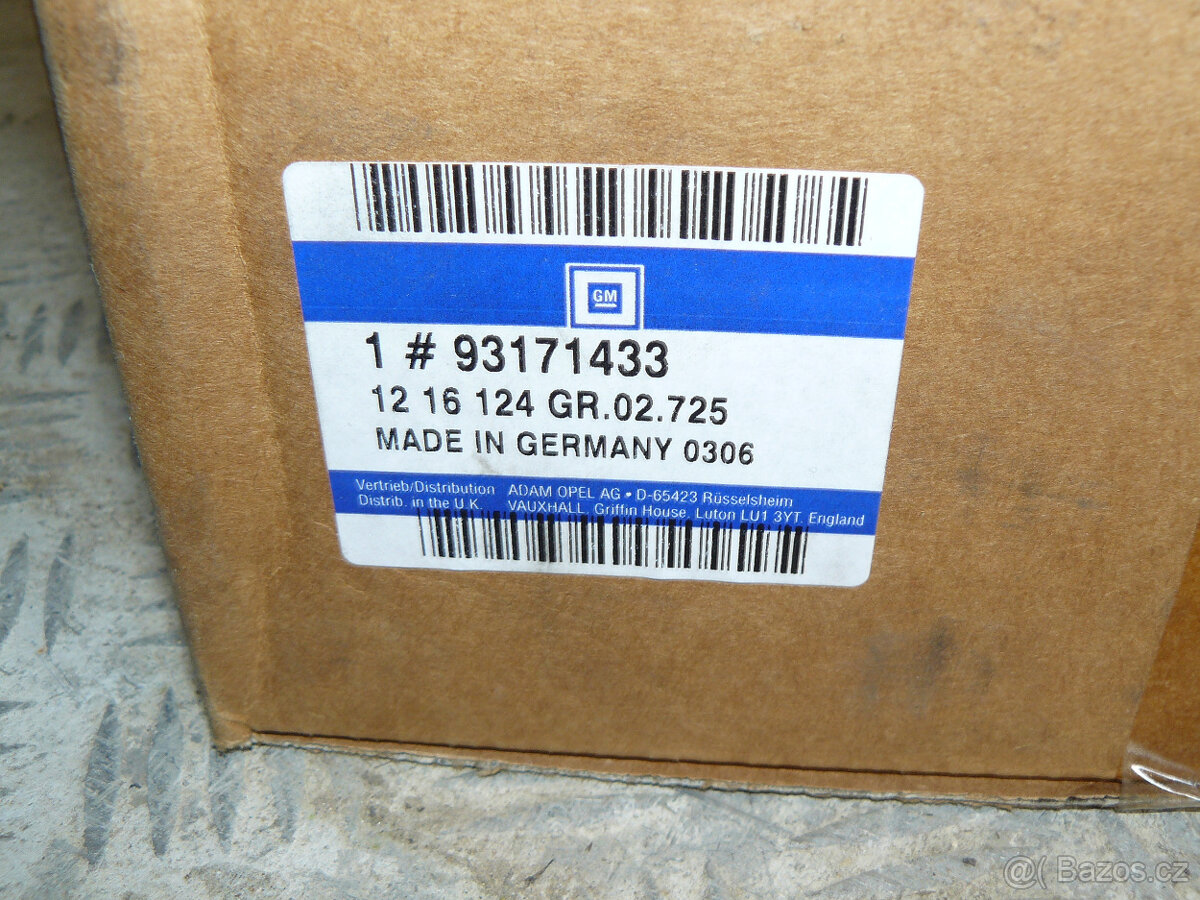 GM
1 # 93171433
12 16 124 GR.02.725
MADE IN GERMANY 0306
Vertrieb/Distribution ADAM OPEL AG • D-65423 Rüsselsheim
Distrib. in the U.K. VAUXHALL, Griffin House, Luton LU1 3YT, England
@( Bazos.cz